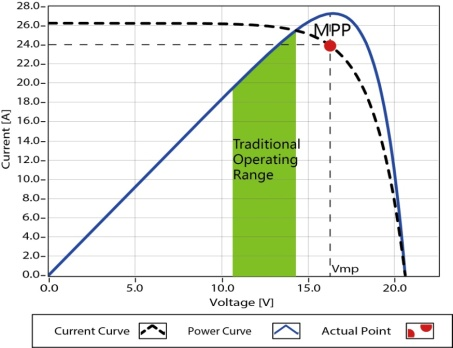 28.0
26.0
24.0
22.0
20.0
18.0
16.0
14.0
12.0
10.0
8.0
6.0
4.0
2.0
0.0
Current [A]
MPP
Traditional
Operating
Range
Vmp
0.0 5.0 10.0 15.0 20.0
Voltage [V]
Current Curve Power Curve Actual Point